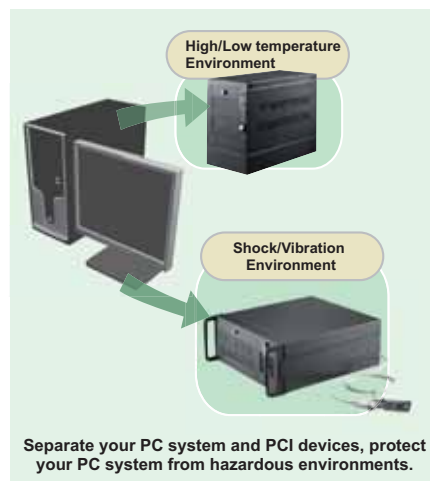 High/Low temperature
Environment
Shock/Vibration
Environment
Separate your PC system and PCI devices, protect
your PC system from hazardous environments.